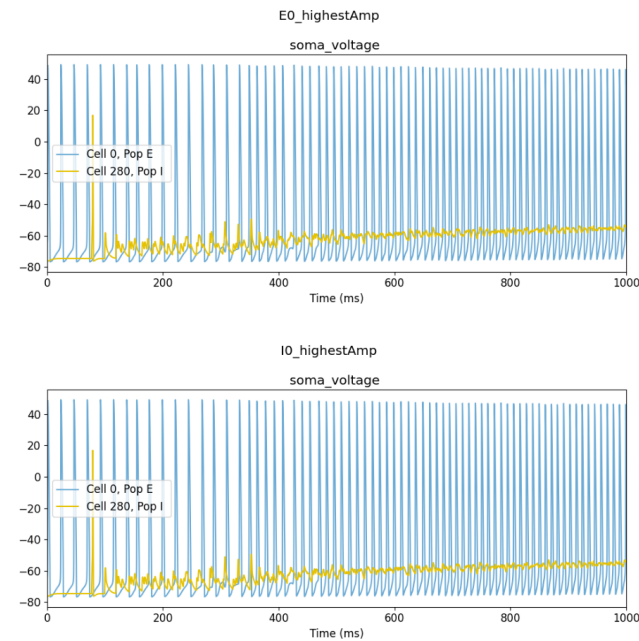 E0_highestAmp
soma_voltage
40
20
0
−20
−40
−60
−80
Cell 0, Pop E
Cell 280, Pop I
0 200 400 600 800 1000
Time (ms)
I0_highestAmp
soma_voltage
40
20
0
−20
−40
−60
−80
Cell 0, Pop E
Cell 280, Pop I
0 200 400 600 800 1000
Time (ms)